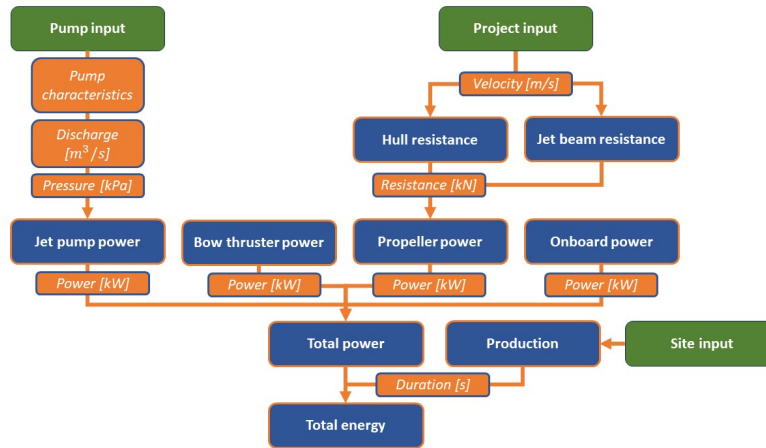 Pump input
Project input
Pump
characteristics
Velocity [m/s]
Discharge
[m³/s]
Hull resistance
Jet beam resistance
Pressure [kPa]
Resistance [kN]
Jet pump power
Bow thruster power
Propeller power
Onboard power
Power [kW]
Power [kW]
Power [kW]
Power [kW]
Total power
Production
Site input
Duration [s]
Total energy